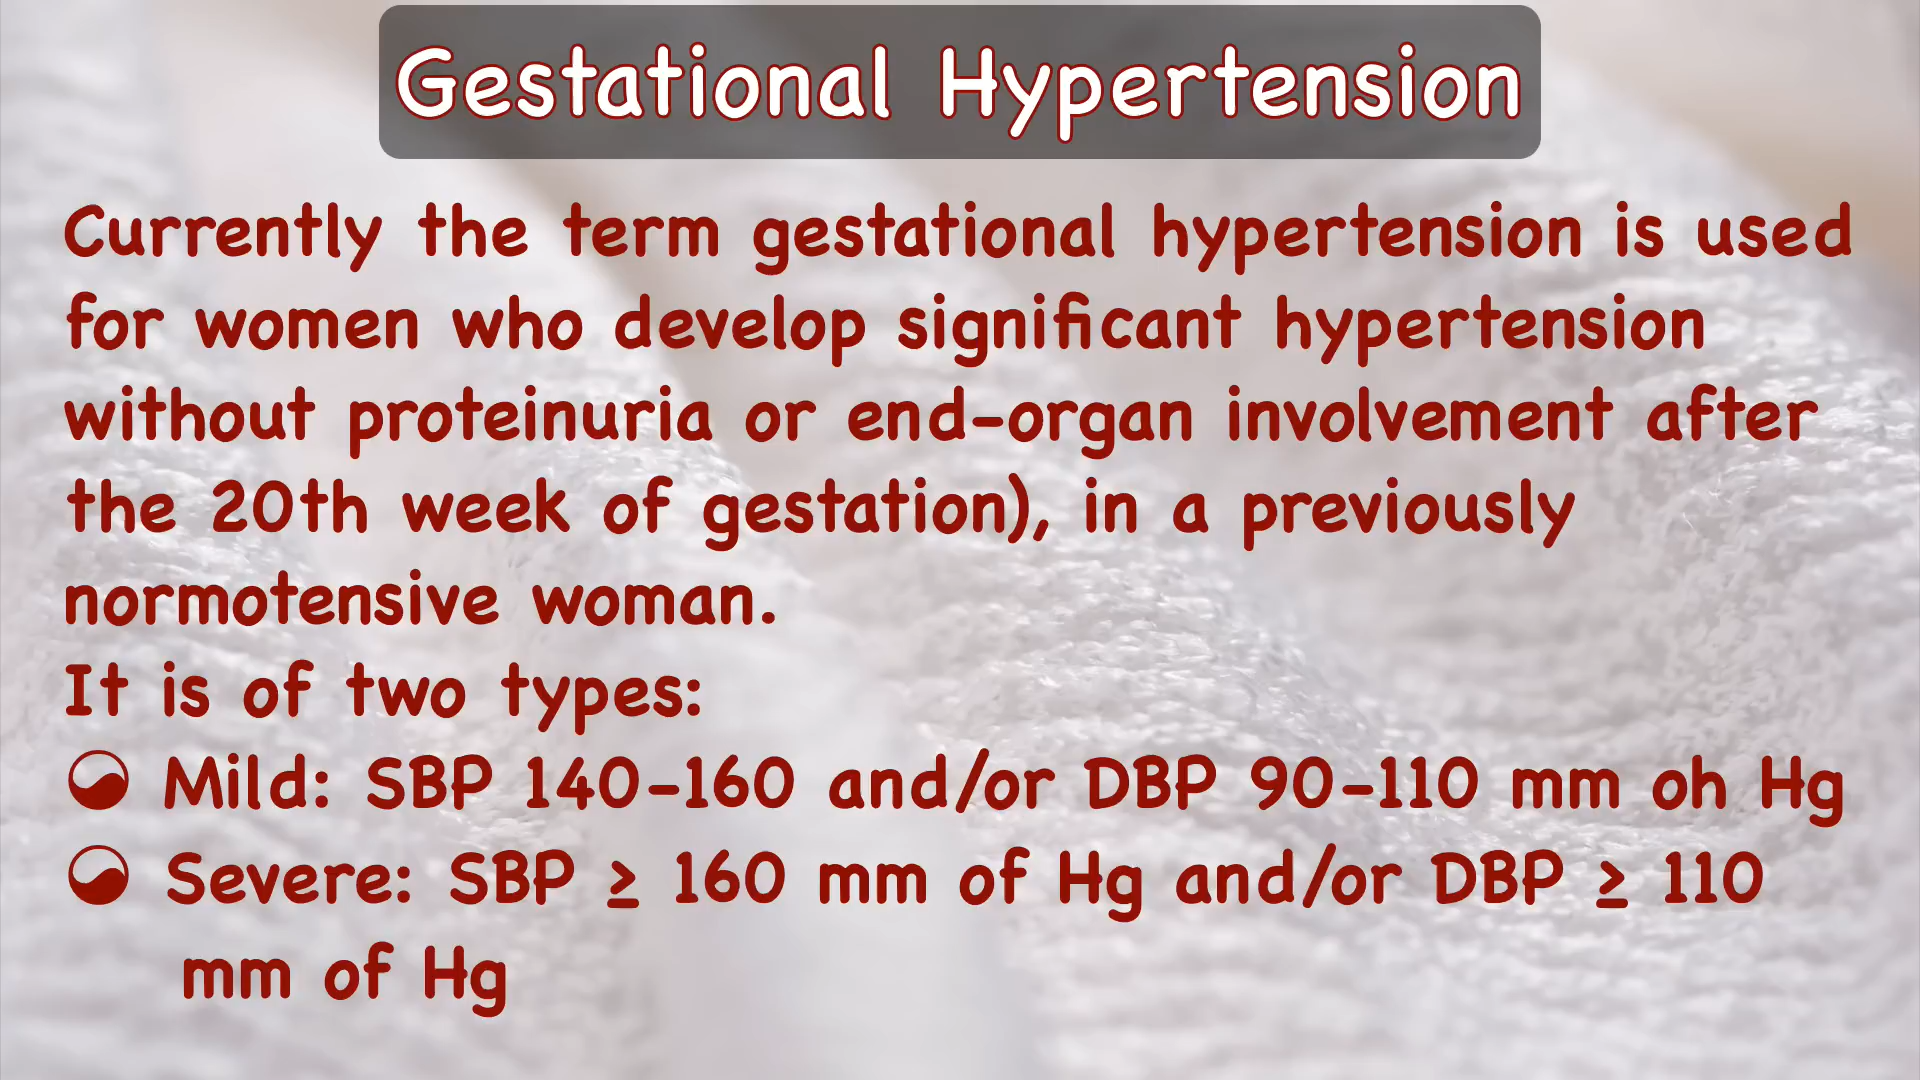 Gestational Hypertension
Currently the term gestational hypertension is used
for women who develop significant hypertension
without proteinuria or end-organ involvement after
the 20th week of gestation), in a previously
normotensive woman.
It is of two types:
Mild: SBP 140-160 and/or DBP 90-110 mm oh Hg
Severe: SBP ≥ 160 mm of Hg and/or DBP ≥ 110
mm of Hg